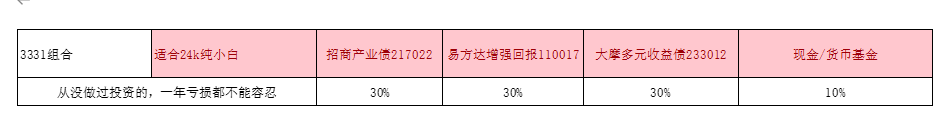 3331组合 适合24k纯小白 招商产业债217022 易方达增强回报110017 大摩多元收益债233012 现金/货币基金
从没做过投资的，一年亏损都不能容忍 30% 30% 30% 10%